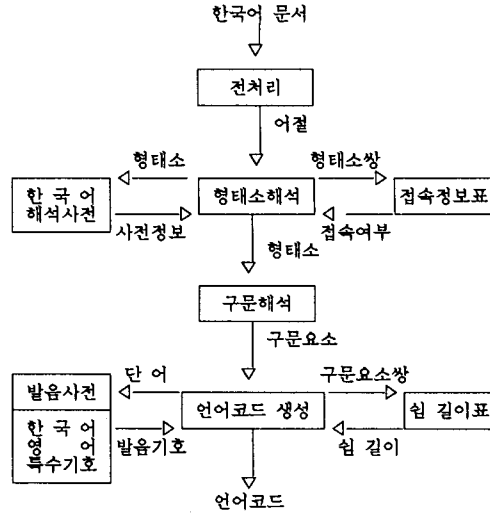 한국어 문서
전처리
어절
형태소
형태소쌍
한 국 어
해석사전
형태소해석
접속정보표
사전정보
접속여부
형태소
구문해석
구문요소
단 어
구문요소쌍
발음사전
언어코드 생성
쉼 길이표
한 국 어
영 어
특수기호
발음기호
쉼 길이
언어코드